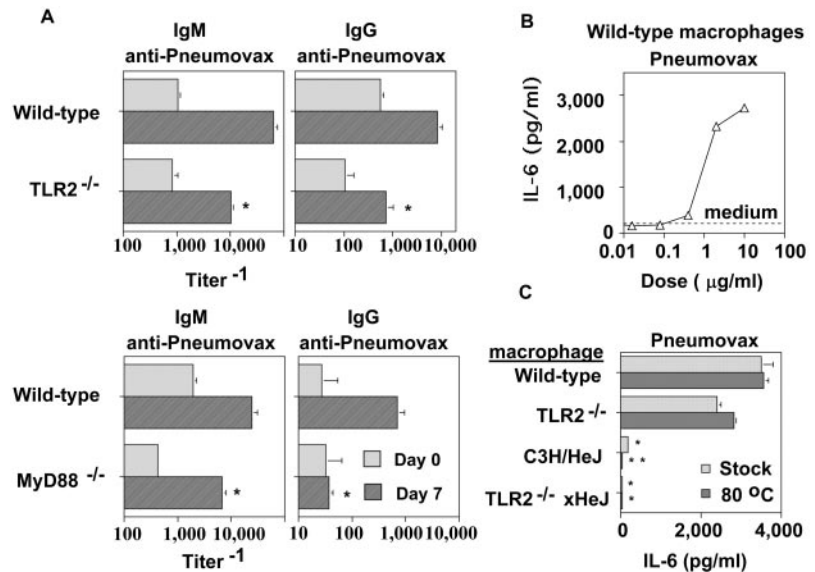 A
IgM
anti-Pneumovax
IgG
anti-Pneumovax
Wild-type
TLR2 -/-
*
*
100 1,000 10,000
10 100 1,000 10,000
Titer -1
IgM
anti-Pneumovax
IgG
anti-Pneumovax
Wild-type
MyD88 -/-
*
*
Day 0
Day 7
100 1,000 10,000
10 100 1,000 10,000
Titer -1
B
Wild-type macrophages
Pneumovax
IL-6 (pg/ml)
3,000
2,000
1,000
0
medium
0.01 0.1 1 10 100
Dose ( µg/ml)
C
Pneumovax
macrophage
Wild-type
TLR2 -/-
C3H/HeJ
*
* *
TLR2 -/- xHeJ
*
*
Stock
80 ºC
0 2,000 4,000
IL-6 (pg/ml)